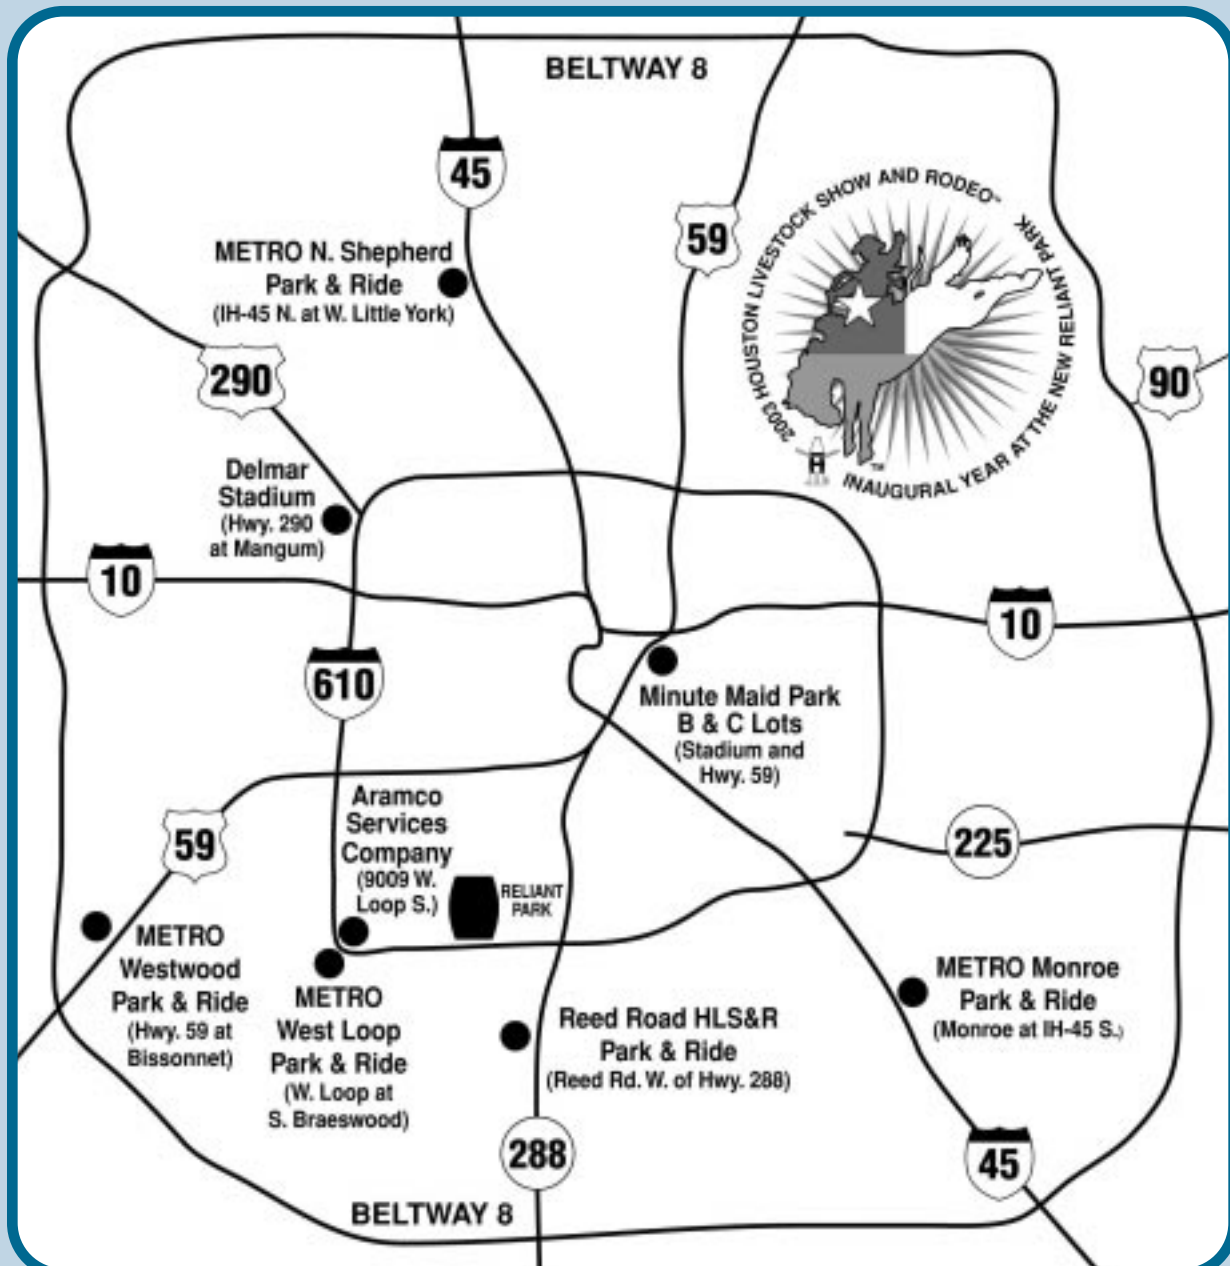 BELTWAY 8
45
59
2003 HOUSTON LIVESTOCK SHOW AND RODEO™
INAUGURAL YEAR AT THE NEW RELIANT PARK
H
TM
METRO N. Shepherd
Park & Ride
(IH-45 N. at W. Little York)
290
90
Delmar
Stadium
(Hwy. 290
at Mangum)
10
10
610
Minute Maid Park
B & C Lots
(Stadium and
Hwy. 59)
Aramco
Services
Company
(9009 W.
Loop S.)
59
225
RELIANT
PARK
METRO
Westwood
Park & Ride
(Hwy. 59 at
Bissonnet)
METRO
West Loop
Park & Ride
(W. Loop at
S. Braeswood)
Reed Road HLS&R
Park & Ride
(Reed Rd. W. of Hwy. 288)
METRO Monroe
Park & Ride
(Monroe at IH-45 S.)
288
45
BELTWAY 8